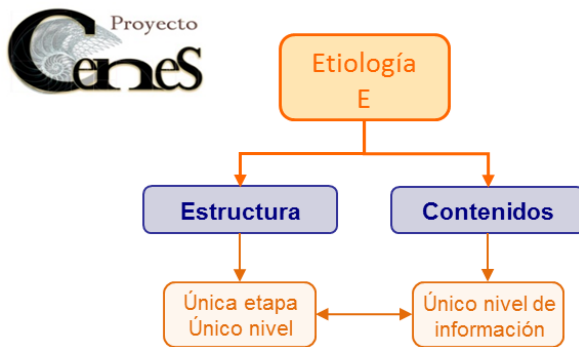 Proyecto
CeneS
Etiología
E
Estructura
Contenidos
Única etapa
Único nivel
Único nivel de
información